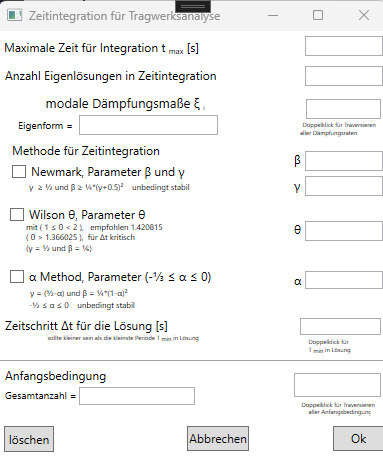 Zeitintegration für Tragwerksanalyse
Maximale Zeit für Integration t max [s]
Anzahl Eigenlösungen in Zeitintegration
modale Dämpfungsmaße ξ i
Doppelklick für Traversieren
aller Dämpfungsraten
Eigenform =
Methode für Zeitintegration
Newmark, Parameter β und γ
β
γ ≥ ½ und β ≥ ¼*(γ+0.5)² unbedingt stabil
γ
Wilson θ, Parameter θ
mit ( 1 ≤ θ < 2 ), empfohlen 1.420815
θ
( θ > 1.366025 ), für Δt kritisch
(γ = ½ und β = ¼)
α Method, Parameter (-⅓ ≤ α ≤ 0)
α
γ = (½-α) und β = ¼*(1-α)²
-½ ≤ α ≤ 0 unbedingt stabil
Zeitschritt Δt für die Lösung [s]
sollte kleiner sein als die kleinste Periode T min in Lösung
Doppelklick für
T min in Lösung
Anfangsbedingung
Gesamtanzahl =
Doppelklick für Traversieren
aller Anfangsbedingung
löschen Abbrechen Ok